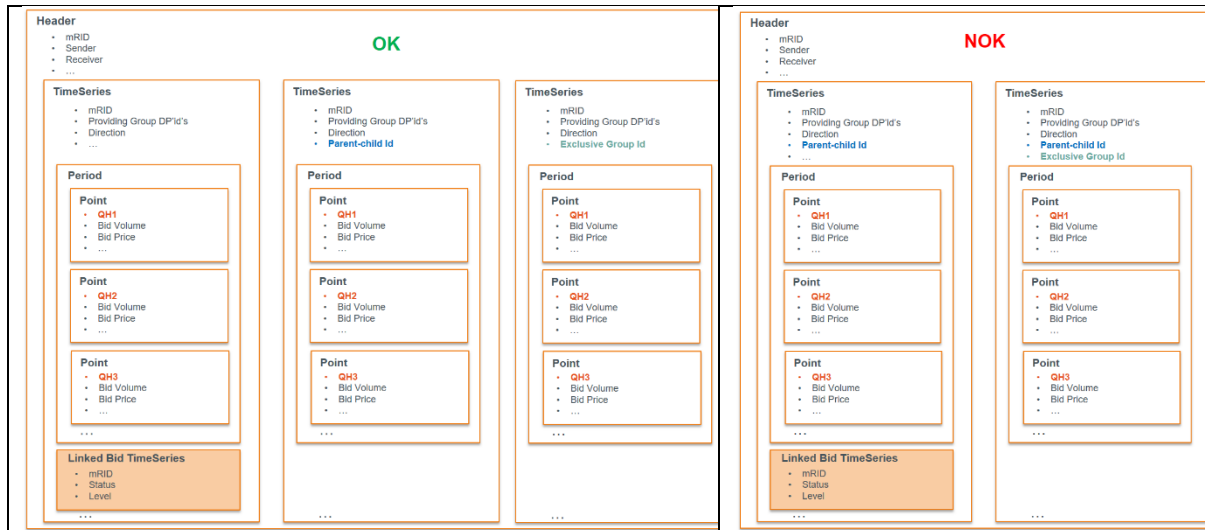 Header
• mRID
• Sender
• Receiver
• ...
OK
TimeSeries
• mRID
• Providing Group DP'id's
• Direction
• ...
Period
Point
• QH1
• Bid Volume
• Bid Price
• ...
Point
• QH2
• Bid Volume
• Bid Price
• ...
Point
• QH3
• Bid Volume
• Bid Price
• ...
...
Linked Bid TimeSeries
• mRID
• Status
• Level
...
TimeSeries
• mRID
• Providing Group DP'id's
• Direction
• Parent-child Id
Period
Point
• QH1
• Bid Volume
• Bid Price
• ...
Point
• QH2
• Bid Volume
• Bid Price
• ...
Point
• QH3
• Bid Volume
• Bid Price
• ...
...
...
TimeSeries
• mRID
• Providing Group DP'id's
• Direction
• Exclusive Group Id
Period
Point
• QH1
• Bid Volume
• Bid Price
• ...
Point
• QH2
• Bid Volume
• Bid Price
• ...
Point
• QH3
• Bid Volume
• Bid Price
• ...
...
...
Header
• mRID
• Sender
• Receiver
• ...
NOK
TimeSeries
• mRID
• Providing Group DP'id's
• Direction
• Parent-child Id
• ...
Period
Point
• QH1
• Bid Volume
• Bid Price
• ...
Point
• QH2
• Bid Volume
• Bid Price
• ...
Point
• QH3
• Bid Volume
• Bid Price
• ...
...
Linked Bid TimeSeries
• mRID
• Status
• Level
...
TimeSeries
• mRID
• Providing Group DP'id's
• Direction
• Parent-child Id
• Exclusive Group Id
Period
Point
• QH1
• Bid Volume
• Bid Price
• ...
Point
• QH2
• Bid Volume
• Bid Price
• ...
Point
• QH3
• Bid Volume
• Bid Price
• ...
...
...